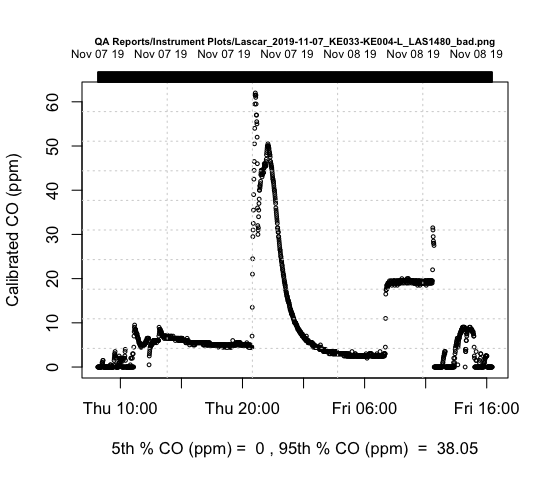 QA Reports/Instrument Plots/Lascar_2019-11-07_KE033-KE004-L_LAS1480_bad.png
Nov 07 19 Nov 07 19 Nov 07 19 Nov 07 19 Nov 08 19 Nov 08 19 Nov 08 19
Calibrated CO (ppm)
60
50
40
30
20
10
0
Thu 10:00 Thu 20:00 Fri 06:00 Fri 16:00
5th % CO (ppm) = 0 , 95th % CO (ppm) = 38.05